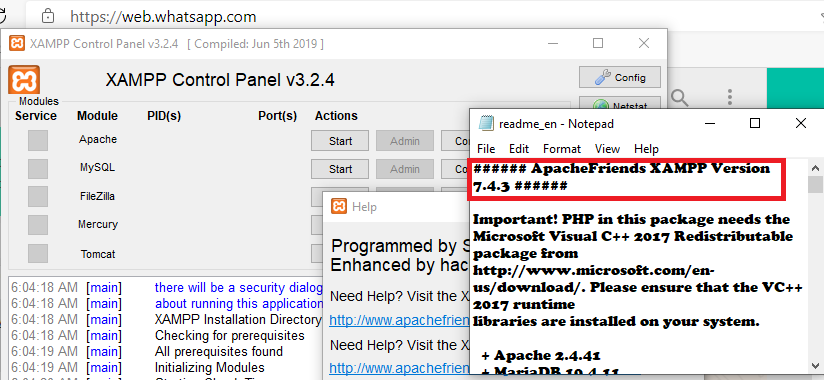 https://web.whatsapp.com
XAMPP Control Panel v3.2.4 [ Compiled: Jun 5th 2019 ]
XAMPP Control Panel v3.2.4
Config
Netstat
Modules
Service Module PID(s) Port(s) Actions
Apache Start Admin
MySQL Start Admin
FileZilla
Mercury
Tomcat
6:04:18 AM [main] there will be a security dialog
6:04:18 AM [main] about running this application
6:04:18 AM [main] XAMPP Installation Directory
6:04:18 AM [main] Checking for prerequisites
6:04:19 AM [main] All prerequisites found
6:04:19 AM [main] Initializing Modules
Help
Programmed by
Enhanced by
Need Help? Visit the
http://www.apachefrien
Need Help? Visit the
http://www.apachefrien
readme_en - Notepad
File Edit Format View Help
###### ApacheFriends XAMPP Version
7.4.3 ######
Important! PHP in this package needs the
Microsoft Visual C++ 2017 Redistributable
package from
http://www.microsoft.com/en-
us/download/. Please ensure that the VC++
2017 runtime
libraries are installed on your system.
+ Apache 2.4.41
+ MariaDB 10.4.11